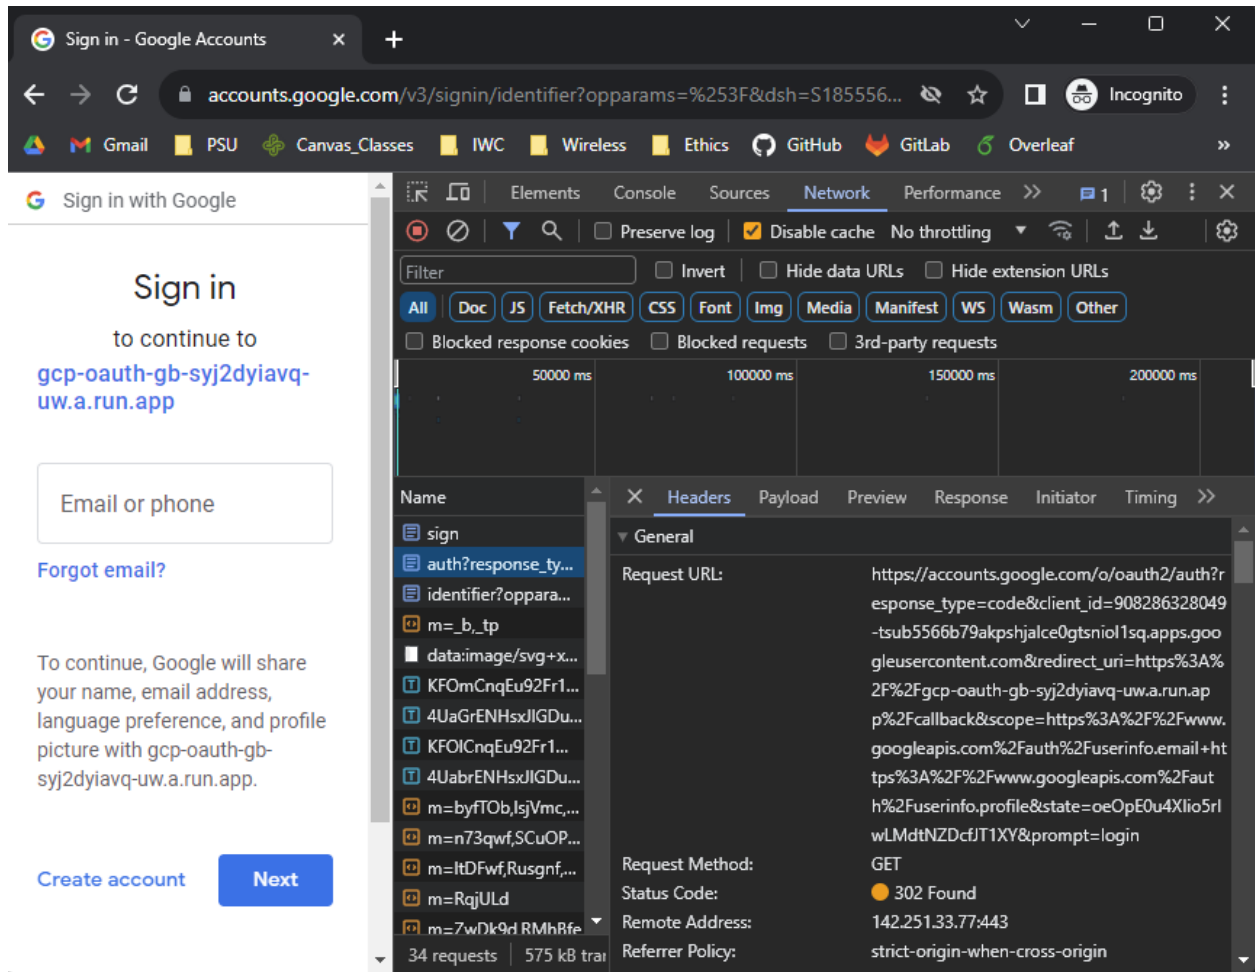 Sign in - Google Accounts
accounts.google.com/v3/signin/identifier?opparams=%253F&dsh=S185556...
Incognito
Gmail PSU Canvas_Classes IWC Wireless Ethics GitHub GitLab Overleaf »
Sign in with Google
Sign in
to continue to
gcp-oauth-gb-syj2dyiavq-
uw.a.run.app
Email or phone
Forgot email?
To continue, Google will share
your name, email address,
language preference, and profile
picture with gcp-oauth-gb-
syj2dyiavq-uw.a.run.app.
Create account Next
Elements Console Sources Network Performance 1
Preserve log Disable cache No throttling
Filter Invert Hide data URLs Hide extension URLs
All Doc JS Fetch/XHR CSS Font Img Media Manifest WS Wasm Other
Blocked response cookies Blocked requests 3rd-party requests
50000 ms 100000 ms 150000 ms 200000 ms
Name
sign
auth?response_ty...
identifier?oppara...
m=_b,_tp
data:image/svg+x...
KFOmCnqEu92Fr1...
4UaGrENHsxJlGDu...
KFOlCnqEu92Fr1...
4UabrENHsxJlGDu...
m=byfTOb,lsjVmc,...
m=n73qwf,SCuOP...
m=ltDFwf,Rusgnf,...
m=RqjULd
m=ZwDk9d,RMhBfe
34 requests 575 kB trar
Headers Payload Preview Response Initiator Timing
General
Request URL: https://accounts.google.com/o/oauth2/auth?r
esponse_type=code&client_id=908286328049
-tsub5566b79akpshjalce0gtsniol1sq.apps.goo
gleusercontent.com&redirect_uri=https%3A%
2F%2Fgcp-oauth-gb-syj2dyiavq-uw.a.run.ap
p%2Fcallback&scope=https%3A%2F%2Fwww.
googleapis.com%2Fauth%2Fuserinfo.email+ht
tps%3A%2F%2Fwww.googleapis.com%2Faut
h%2Fuserinfo.profile&state=oeOpE0u4Xlio5rI
wLMdtNZDcfJT1XY&prompt=login
Request Method: GET
Status Code: 302 Found
Remote Address: 142.251.33.77:443
Referrer Policy: strict-origin-when-cross-origin